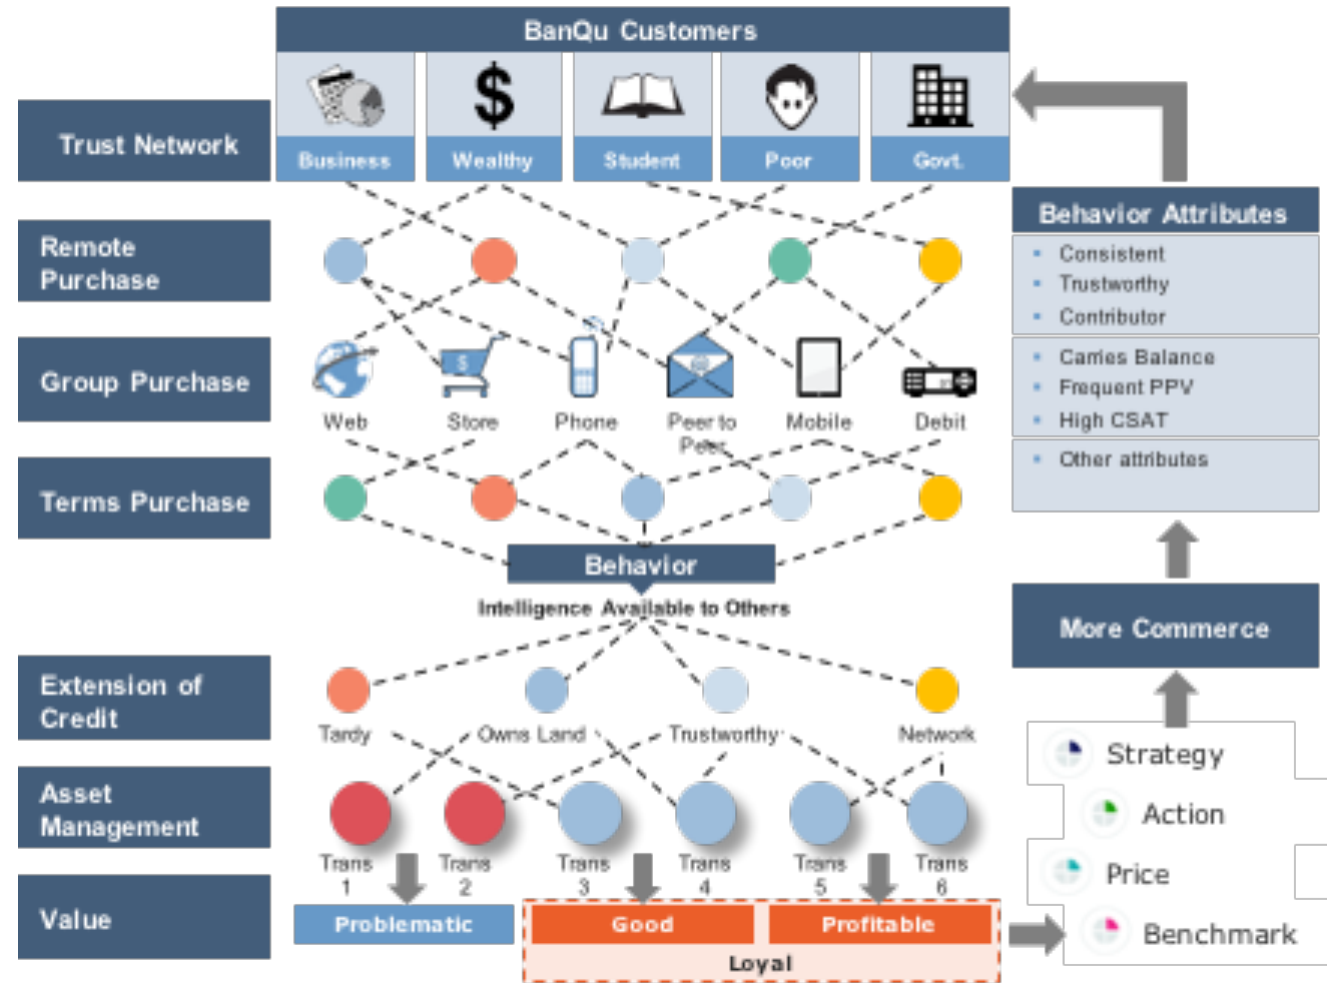 BanQu Customers
Trust Network
Business
Wealthy
Student
Poor
Govt.
Remote
Purchase
Group Purchase
$
@
Web
Store
Phone
Peer to
Peer
Mobile
Debit
Terms Purchase
Behavior
Intelligence Available to Others
Extension of
Credit
Tardy
Owns Land
Trustworthy
Network
Asset
Management
Trans
1
Trans
2
Trans
3
Trans
4
Trans
5
Trans
6
Value
Problematic
Good
Profitable
Loyal
Behavior Attributes
Consistent
Trustworthy
Contributor
Carries Balance
Frequent PPV
High CSAT
Other attributes
More Commerce
Strategy
Action
Price
Benchmark